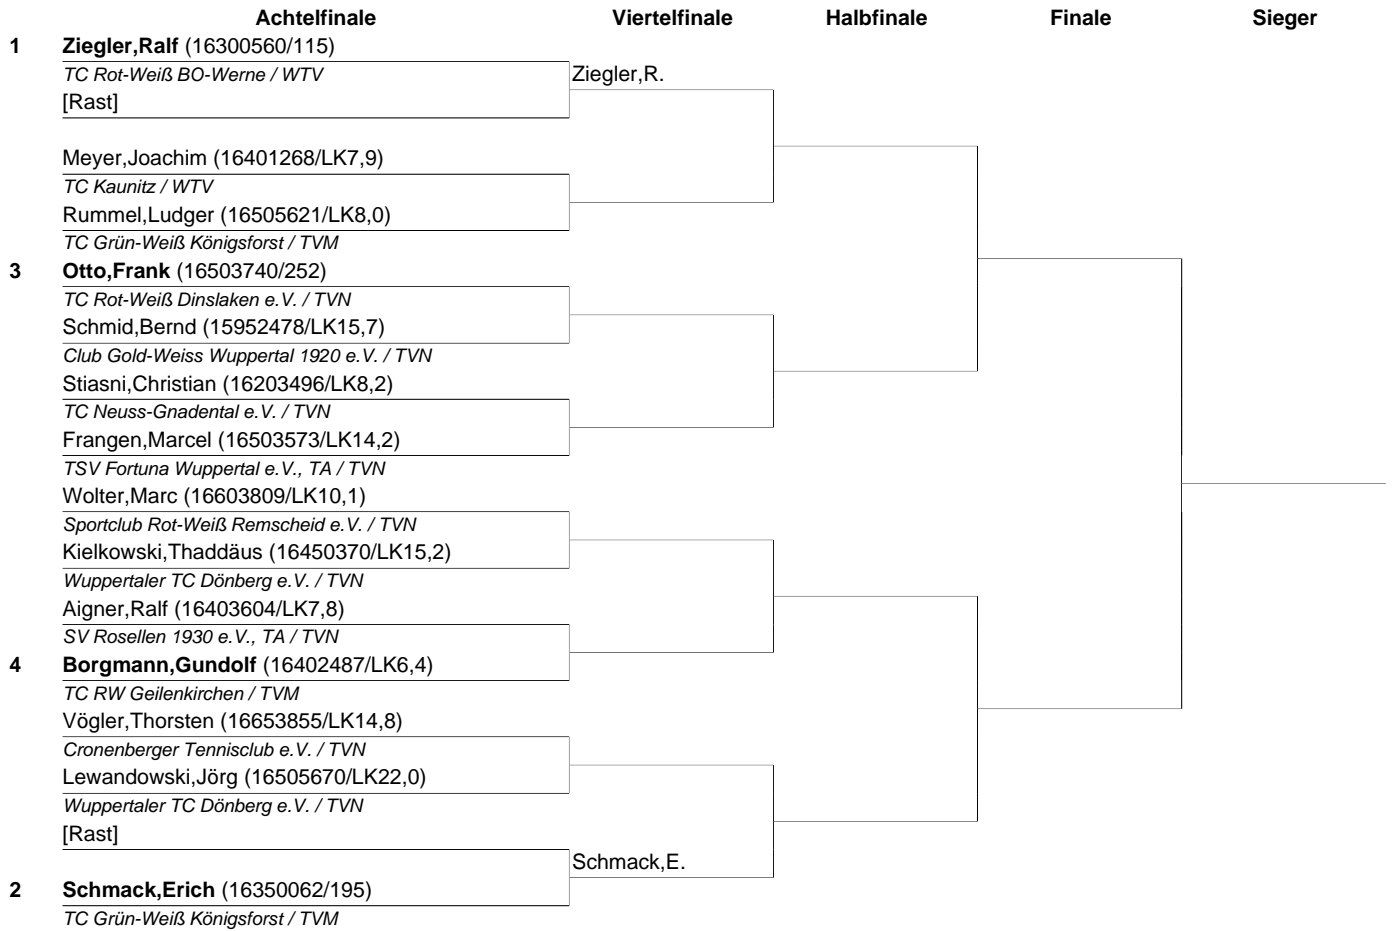 Achtelfinale Viertelfinale Halbfinale Finale Sieger
1 Ziegler,Ralf (16300560/115)
TC Rot-Weiß BO-Werne / WTV Ziegler,R.
[Rast]
Meyer,Joachim (16401268/LK7,9)
TC Kaunitz / WTV
Rummel,Ludger (16505621/LK8,0)
TC Grün-Weiß Königsforst / TVM
3 Otto,Frank (16503740/252)
TC Rot-Weiß Dinslaken e.V. / TVN
Schmid,Bernd (15952478/LK15,7)
Club Gold-Weiss Wuppertal 1920 e.V. / TVN
Stiasni,Christian (16203496/LK8,2)
TC Neuss-Gnadental e.V. / TVN
Frangen,Marcel (16503573/LK14,2)
TSV Fortuna Wuppertal e.V., TA / TVN
Wolter,Marc (16603809/LK10,1)
Sportclub Rot-Weiß Remscheid e.V. / TVN
Kielkowski,Thaddäus (16450370/LK15,2)
Wuppertaler TC Dönberg e.V. / TVN
Aigner,Ralf (16403604/LK7,8)
SV Rosellen 1930 e.V., TA / TVN
4 Borgmann,Gundolf (16402487/LK6,4)
TC RW Geilenkirchen / TVM
Vögler,Thorsten (16653855/LK14,8)
Cronenberger Tennisclub e.V. / TVN
Lewandowski,Jörg (16505670/LK22,0)
Wuppertaler TC Dönberg e.V. / TVN
[Rast]
Schmack,E.
2 Schmack,Erich (16350062/195)
TC Grün-Weiß Königsforst / TVM